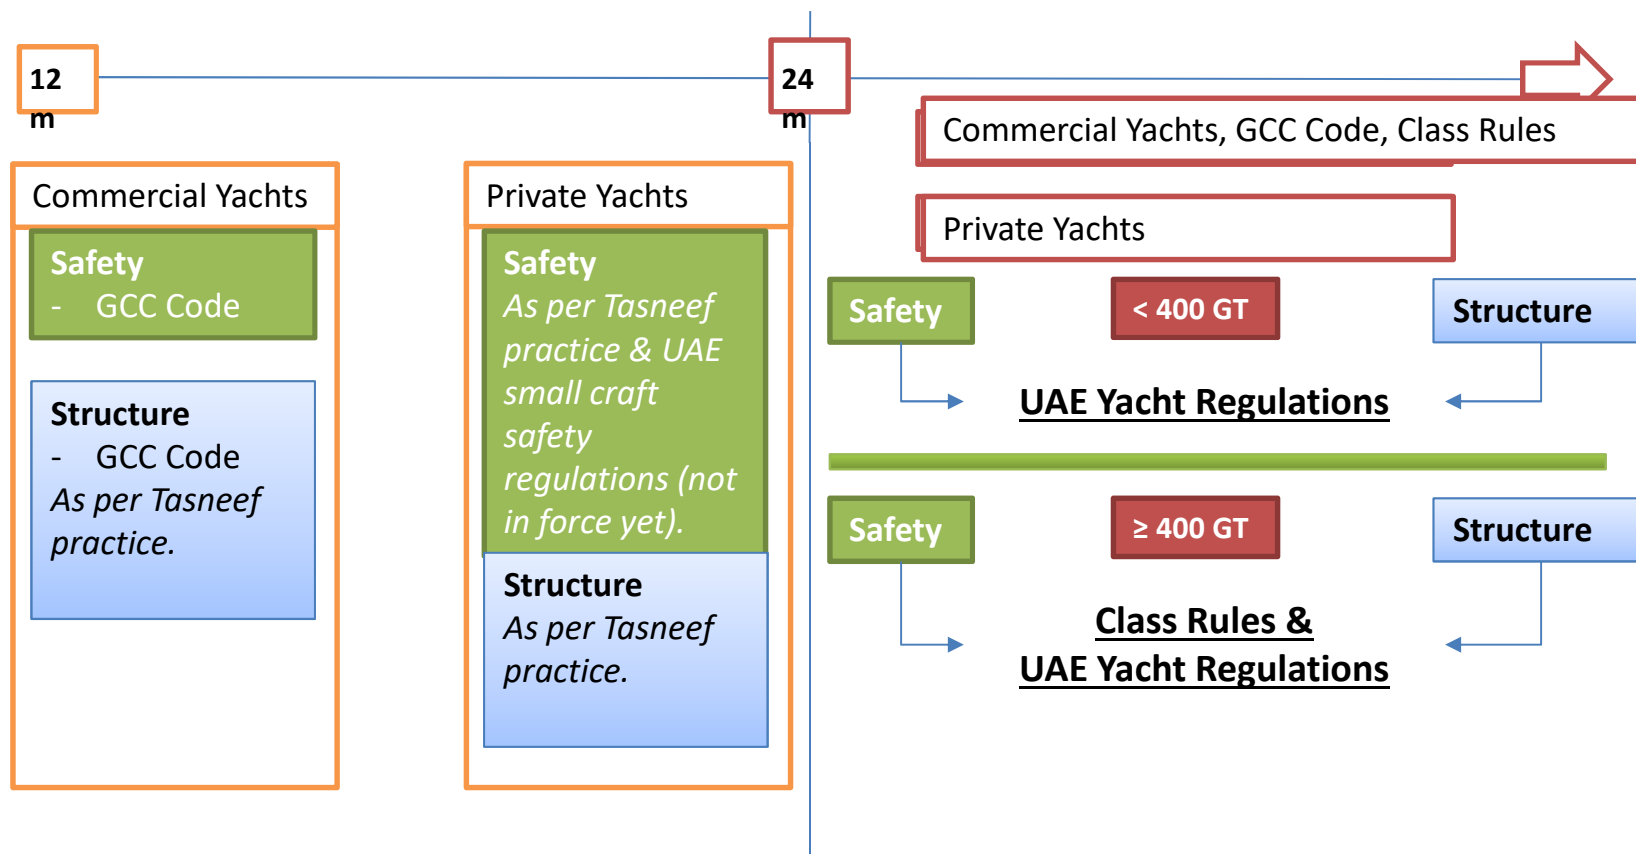 12
m
24
m
Commercial Yachts
Safety
- GCC Code
Structure
- GCC Code
As per Tasneef
practice.
Private Yachts
Safety
As per Tasneef
practice & UAE
small craft
safety
regulations (not
in force yet).
Structure
As per Tasneef
practice.
Commercial Yachts, GCC Code, Class Rules
Private Yachts
Safety
< 400 GT
Structure
UAE Yacht Regulations
Safety
≥ 400 GT
Structure
Class Rules &
UAE Yacht Regulations